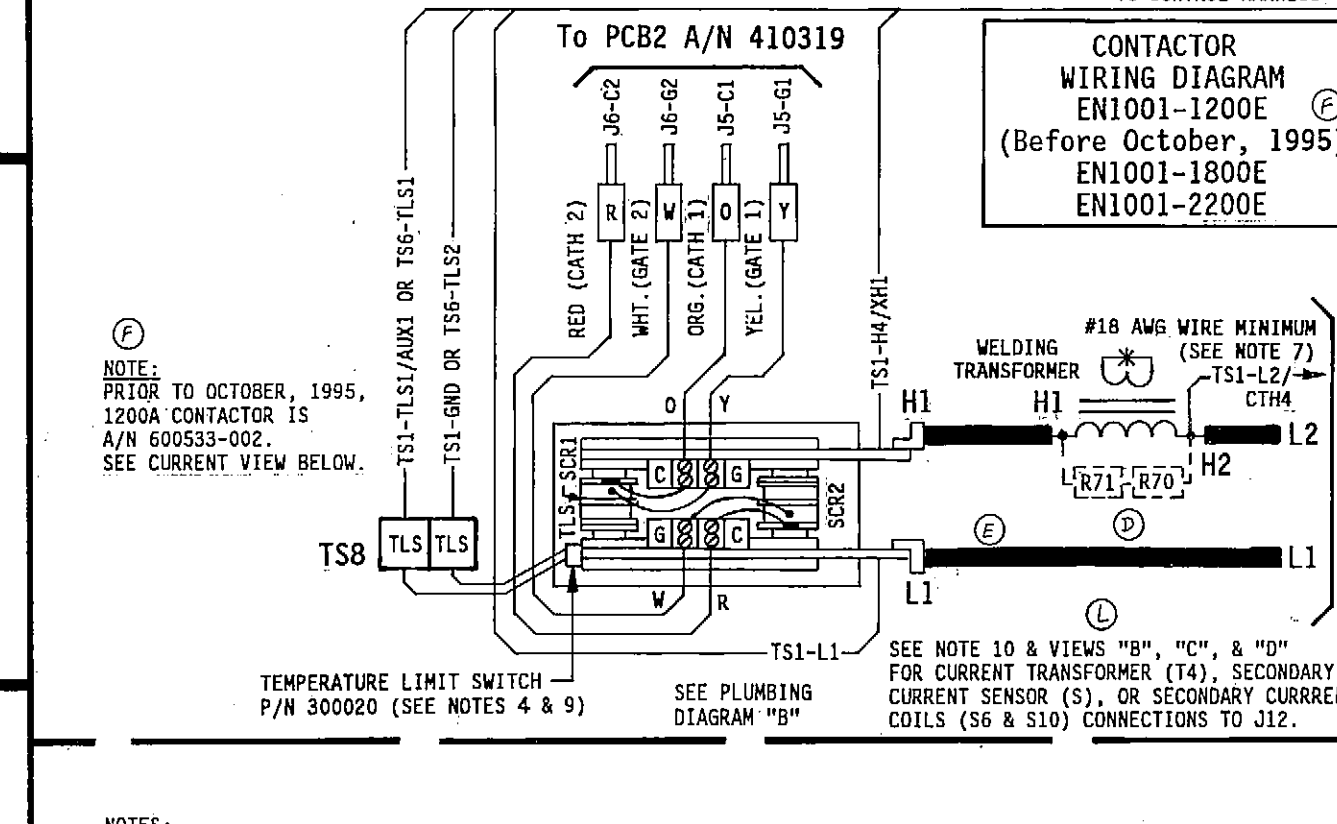 To PCB2 A/N 410319
J6-C2
J6-G2
J5-C1
J5-G1
R
W
O
Y
RED (CATH 2)
WHT.(GATE 2)
ORG.(CATH 1)
YEL.(GATE 1)
CONTACTOR
WIRING DIAGRAM
EN1001-1200E
(Before October, 1995)
EN1001-1800E
EN1001-2200E
F
F
NOTE:
PRIOR TO OCTOBER, 1995,
1200A CONTACTOR IS
A/N 600533-002.
SEE CURRENT VIEW BELOW.
TS1-TLS1/AUX1 OR TS6-TLS1
TS1-GND OR TS6-TLS2
TS1-H4/XH1
#18 AWG WIRE MINIMUM
(SEE NOTE 7)
TS1-L2/
CTH4
WELDING
TRANSFORMER
H1
H1
L2
H2
R71
R70
O
Y
TLS
SCR1
C
G
SCR2
G
C
TS8
TLS
TLS
E
D
L1
L1
W
R
L
TS1-L1
TEMPERATURE LIMIT SWITCH
P/N 300020 (SEE NOTES 4 & 9)
SEE PLUMBING
DIAGRAM "B"
SEE NOTE 10 & VIEWS "B", "C", & "D"
FOR CURRENT TRANSFORMER (T4), SECONDARY
CURRENT SENSOR (S), OR SECONDARY CURRREN
COILS (S6 & S10) CONNECTIONS TO J12.
NOTES: